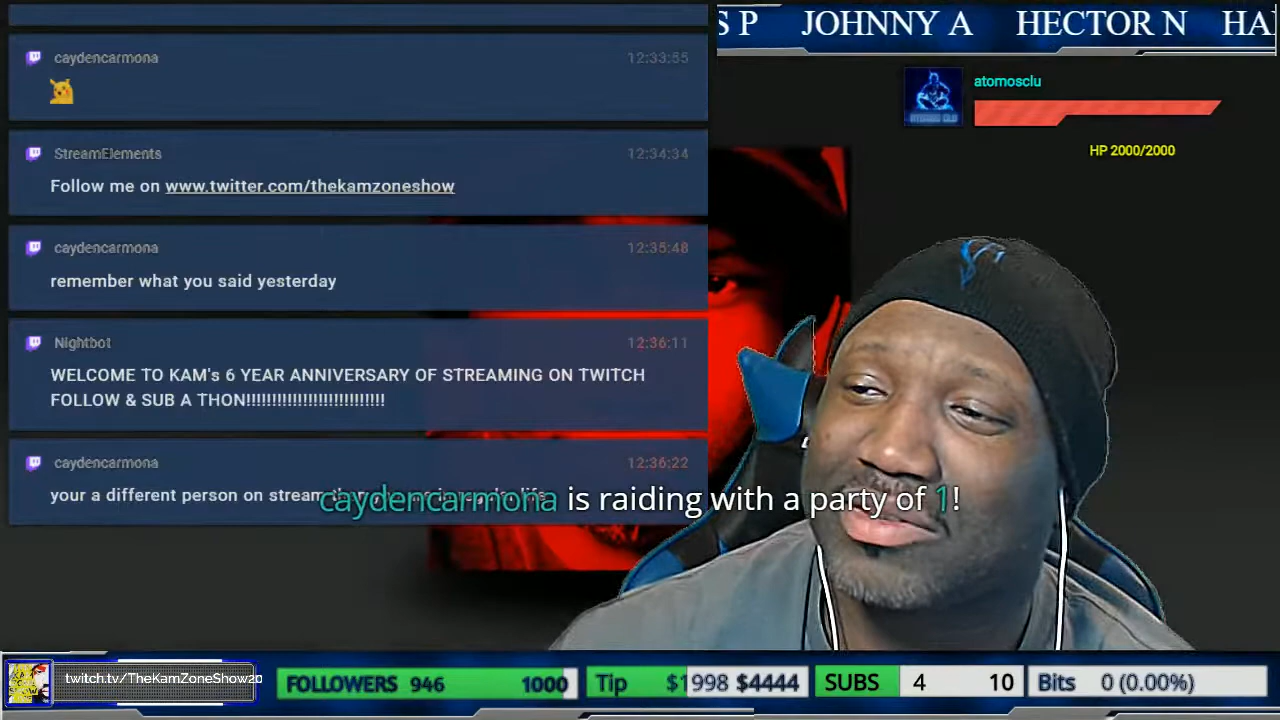 S P JOHNNY A HECTOR N HA
caydencarmona 12:33:55
atomosclu
HP 2000/2000
StreamElements 12:34:34
Follow me on www.twitter.com/thekamzoneshow
caydencarmona 12:35:48
remember what you said yesterday
Nightbot 12:36:11
WELCOME TO KAM's 6 YEAR ANNIVERSARY OF STREAMING ON TWITCH
FOLLOW & SUB A THON!!!!!!!!!!!!!!!!!!!!!!!!!!!
caydencarmona 12:36:22
your a different person on stream
caydencarmona is raiding with a party of 1!
twitch.tv/TheKamZoneShow20
FOLLOWERS 946 1000
Tip $1998 $4444
SUBS 4 10
Bits 0 (0.00%)